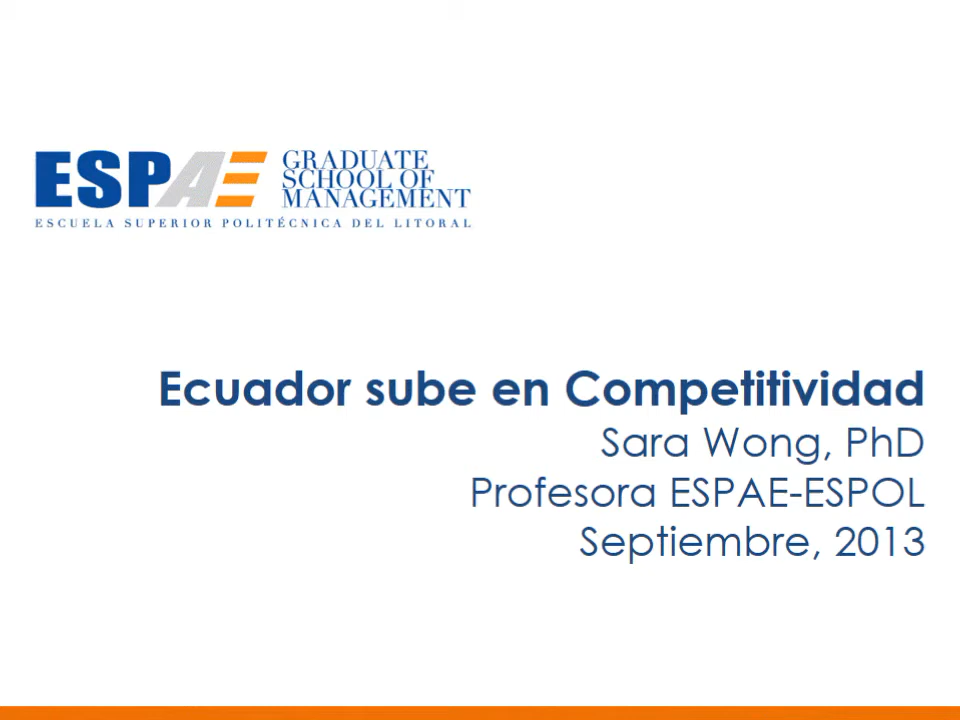 ESPAE
GRADUATE
SCHOOL OF
MANAGEMENT
ESCUELA SUPERIOR POLITÉCNICA DEL LITORAL
Ecuador sube en Competitividad
Sara Wong, PhD
Profesora ESPAE-ESPOL
Septiembre, 2013